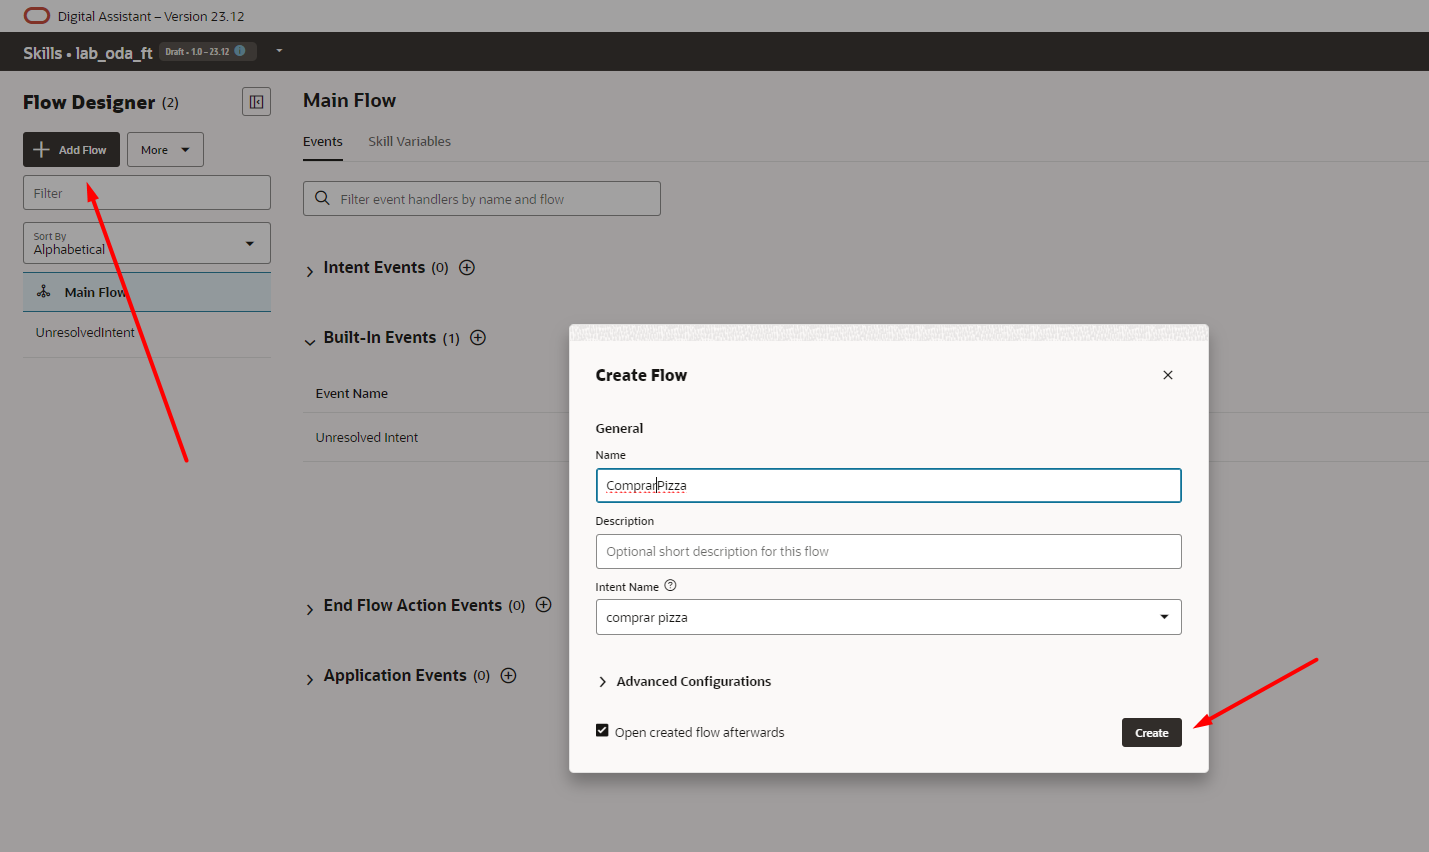 Digital Assistant – Version 23.12
Skills • lab_oda_ft Draft • 1.0 – 23.12
Flow Designer (2)
Add Flow More
Filter
Sort By
Alphabetical
Main Flow
UnresolvedIntent
Main Flow
Events Skill Variables
Filter event handlers by name and flow
Intent Events (0)
Built-In Events (1)
Event Name
Unresolved Intent
End Flow Action Events (0)
Application Events (0)
Create Flow
General
Name
ComprarPizza
Description
Optional short description for this flow
Intent Name
comprar pizza
Advanced Configurations
Open created flow afterwards
Create